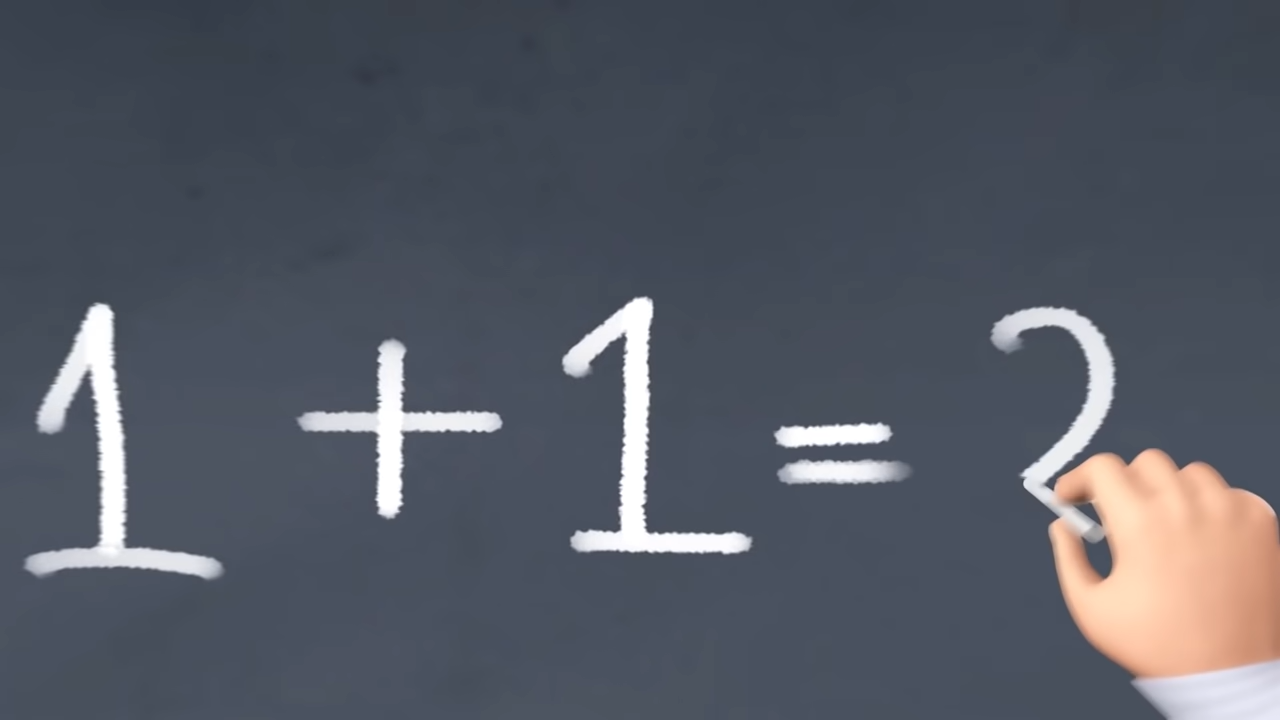 1 + 1 = 2